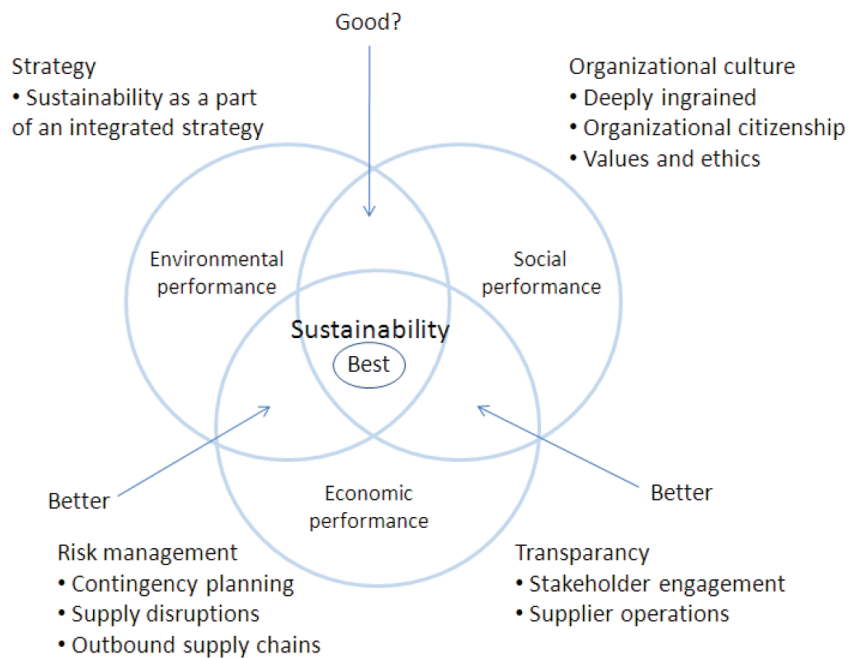 Good?
Strategy
• Sustainability as a part
of an integrated strategy
Organizational culture
• Deeply ingrained
• Organizational citizenship
• Values and ethics
Environmental
performance
Social
performance
Sustainability
Best
Better
Economic
performance
Better
Risk management
• Contingency planning
• Supply disruptions
• Outbound supply chains
Transparancy
• Stakeholder engagement
• Supplier operations